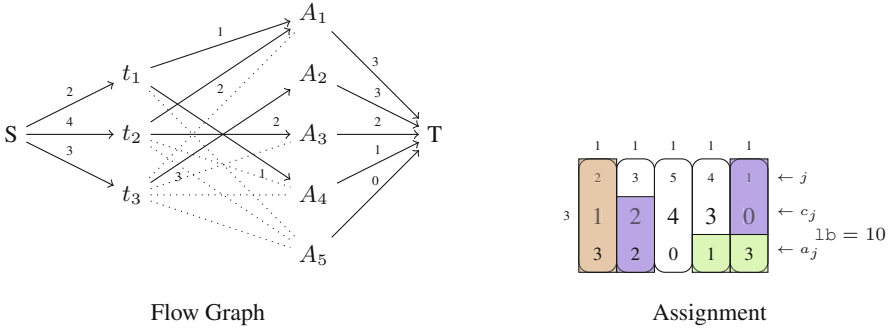 S
t1
t2
t3
A1
A2
A3
A4
A5
T
2
4
3
1
2
2
3
1
3
3
2
1
0
Flow Graph
1 1 1 1 1
2 3 5 4 1 ← j
3 1 2 4 3 0 ← cj
lb = 10
3 2 0 1 3 ← aj
Assignment